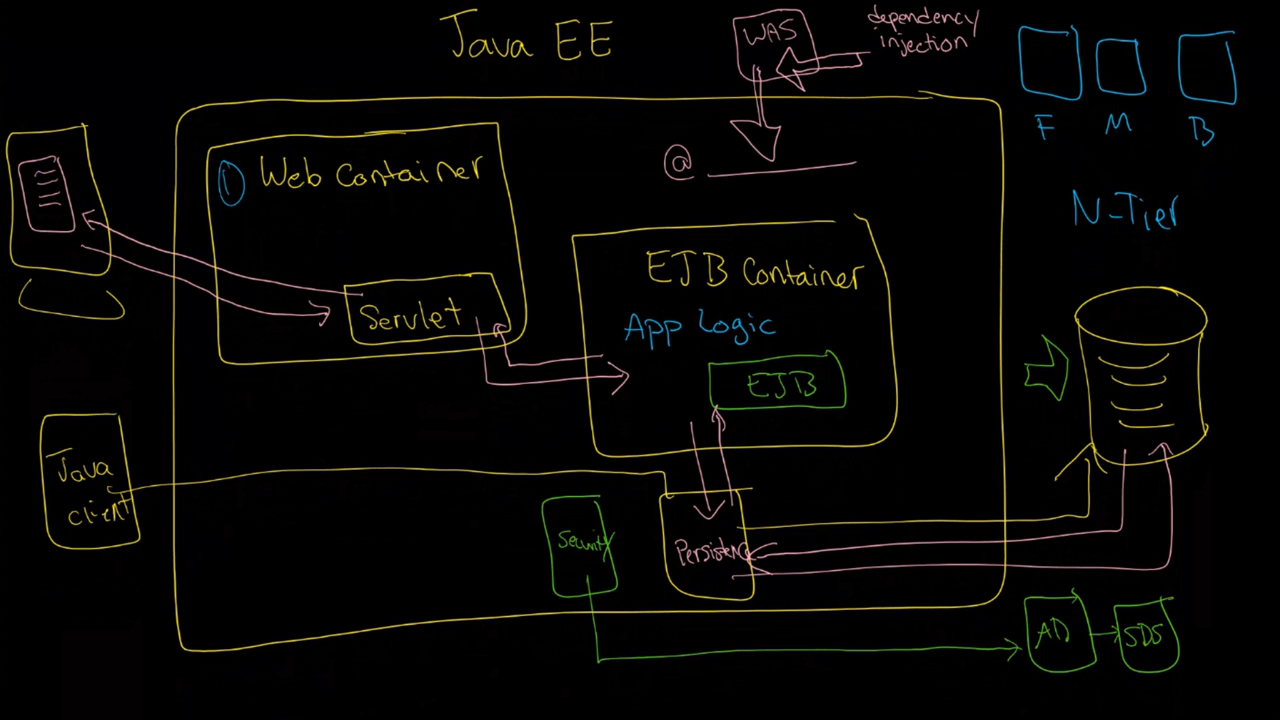 Java EE
WAS
dependency
injection
F M B
N-Tier
@
1 Web Container
Servlet
EJB Container
App Logic
EJB
Java
client
Security
Persistence
AD
SDS